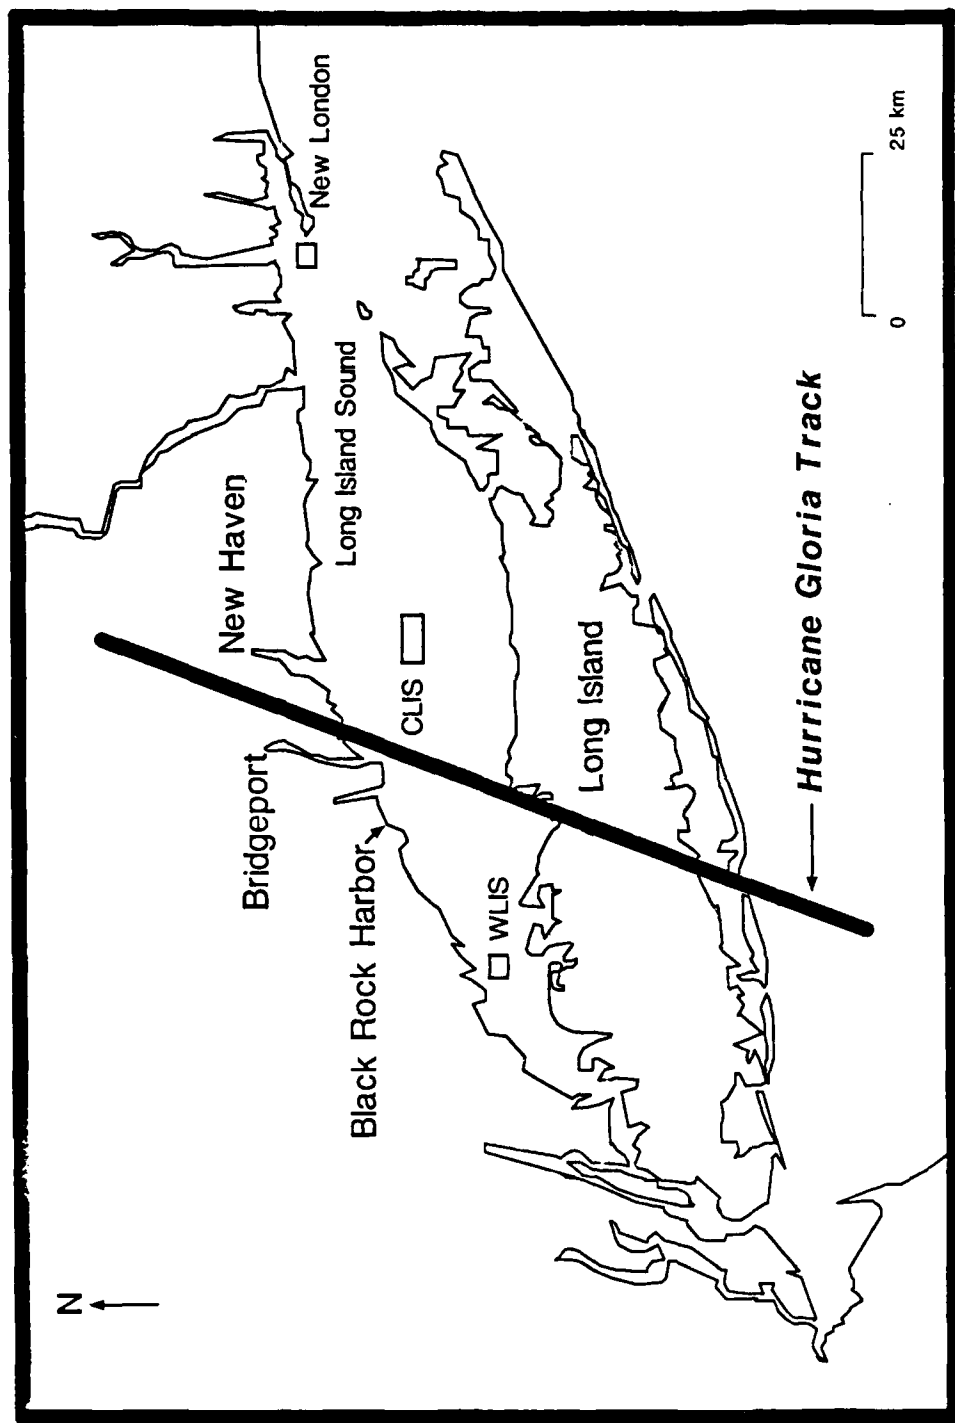 N
New London
New Haven
Long Island Sound
Bridgeport
CLIS
Black Rock Harbor
WLIS
Long Island
Hurricane Gloria Track
0 25 km